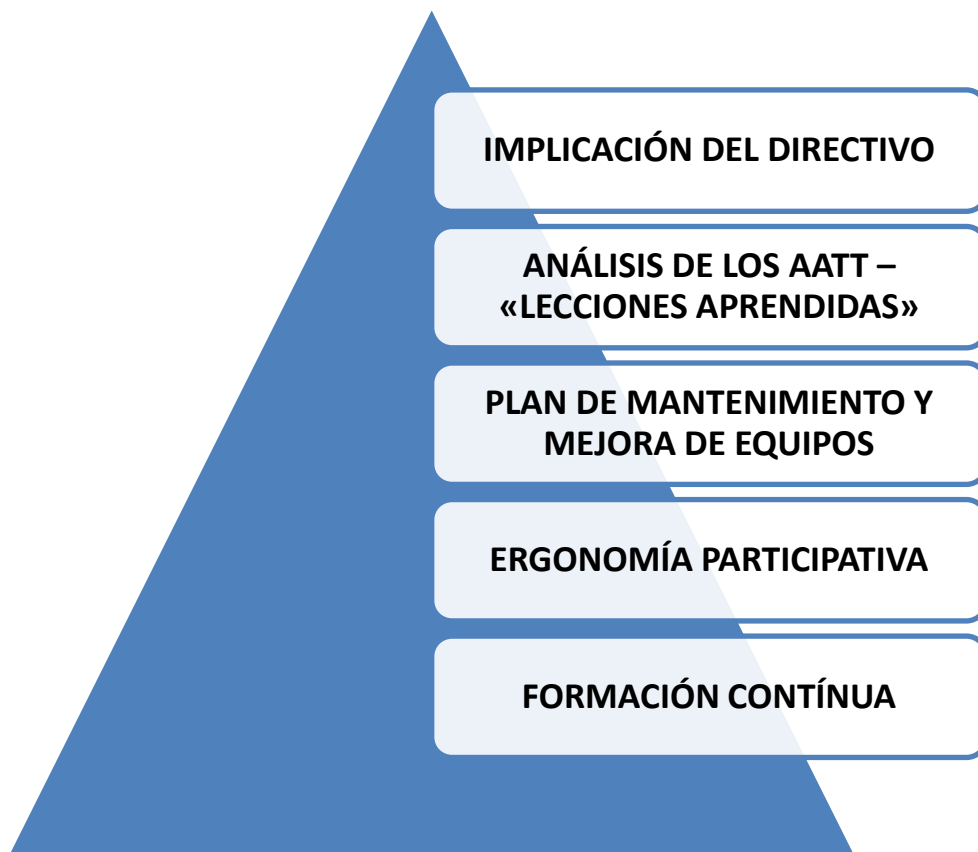 IMPLICACIÓN DEL DIRECTIVO
ANÁLISIS DE LOS AATT –
«LECCIONES APRENDIDAS»
PLAN DE MANTENIMIENTO Y
MEJORA DE EQUIPOS
ERGONOMÍA PARTICIPATIVA
FORMACIÓN CONTÍNUA